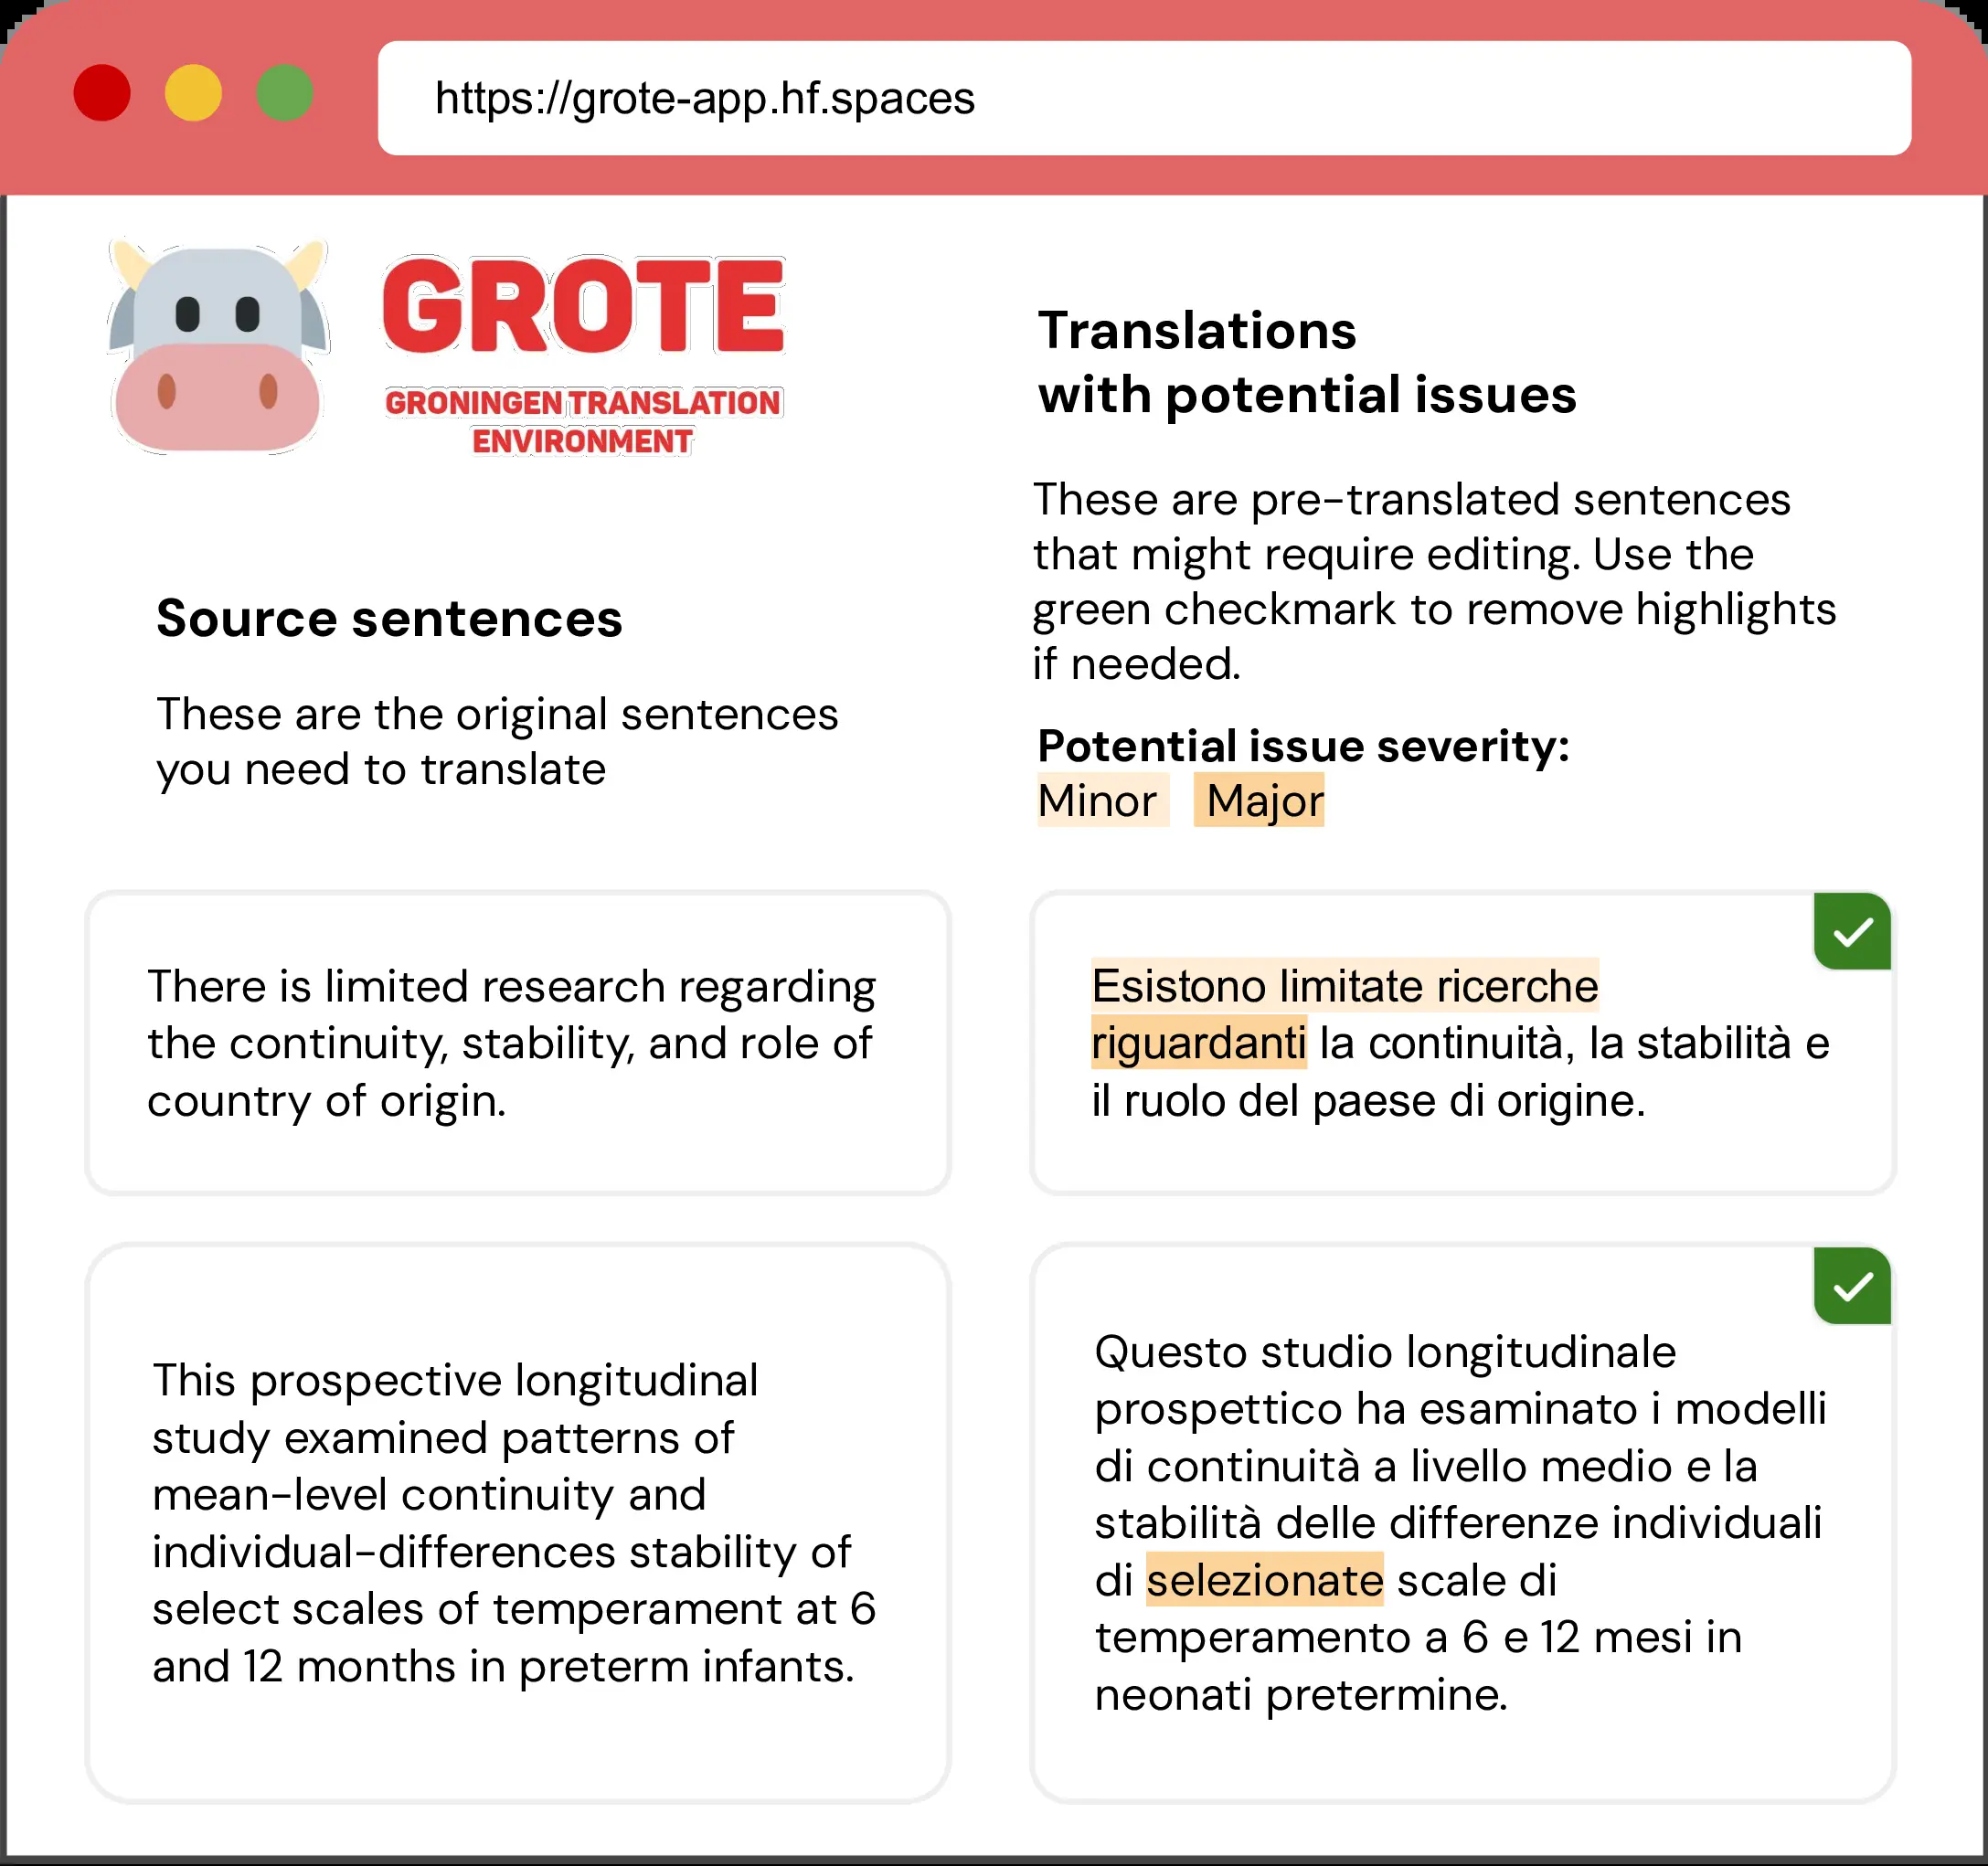 https://grote-app.hf.spaces
GROTE
GRONINGEN TRANSLATION
ENVIRONMENT
Source sentences
These are the original sentences
you need to translate
Translations
with potential issues
These are pre-translated sentences
that might require editing. Use the
green checkmark to remove highlights
if needed.
Potential issue severity:
Minor Major
There is limited research regarding
the continuity, stability, and role of
country of origin.
Esistono limitate ricerche
riguardanti la continuità, la stabilità e
il ruolo del paese di origine.
This prospective longitudinal
study examined patterns of
mean-level continuity and
individual-differences stability of
select scales of temperament at 6
and 12 months in preterm infants.
Questo studio longitudinale
prospettico ha esaminato i modelli
di continuità a livello medio e la
stabilità delle differenze individuali
di selezionate scale di
temperamento a 6 e 12 mesi in
neonati pretermine.